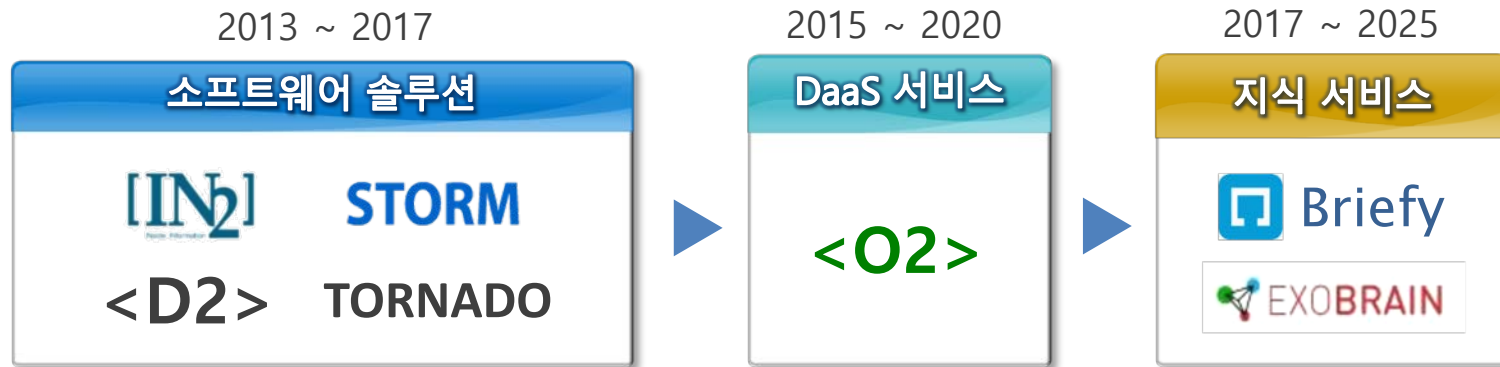 2013 ~ 2017
소프트웨어 솔루션
[IN2]
STORM
<D2>
TORNADO
2015 ~ 2020
DaaS 서비스
<O2>
2017 ~ 2025
지식 서비스
Briefy
EXOBRAIN